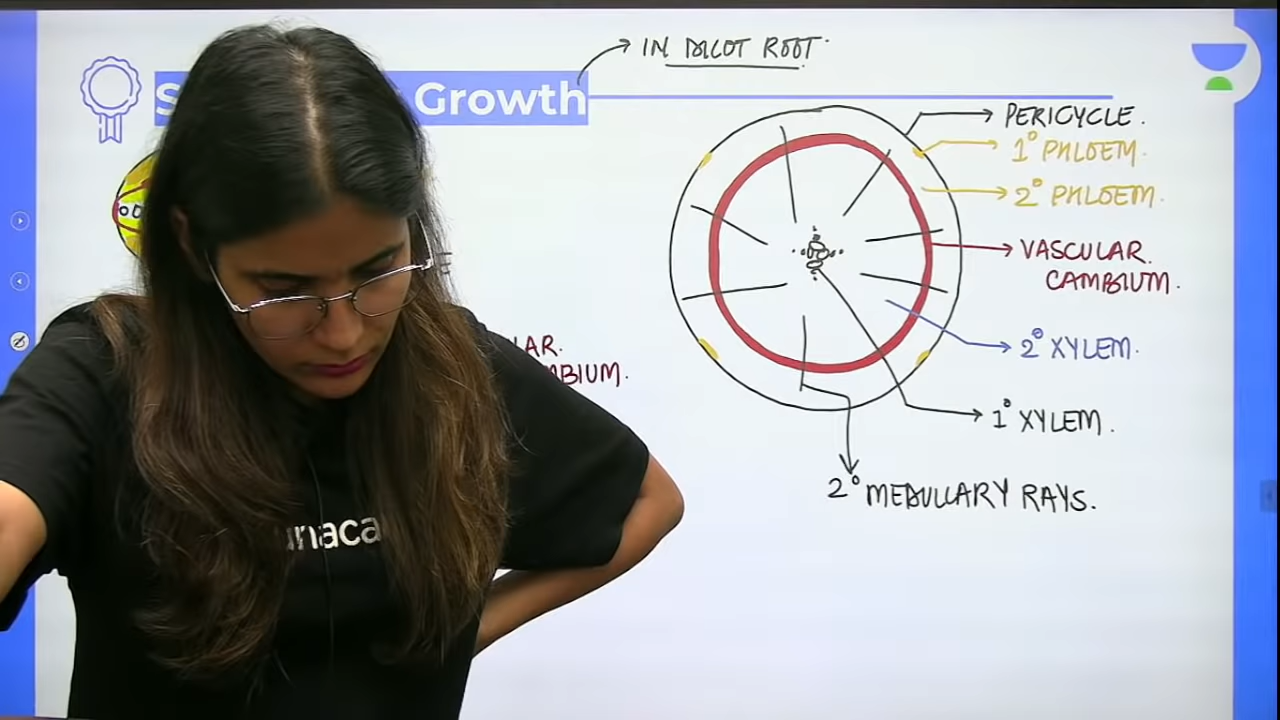 IN DICOT ROOT.
S Growth
PERICYCLE.
1° PHLOEM.
2° PHLOEM.
VASCULAR.
CAMBIUM.
2° XYLEM.
1° XYLEM.
2° MEDULLARY RAYS.
AR.
BIUM.
unaca